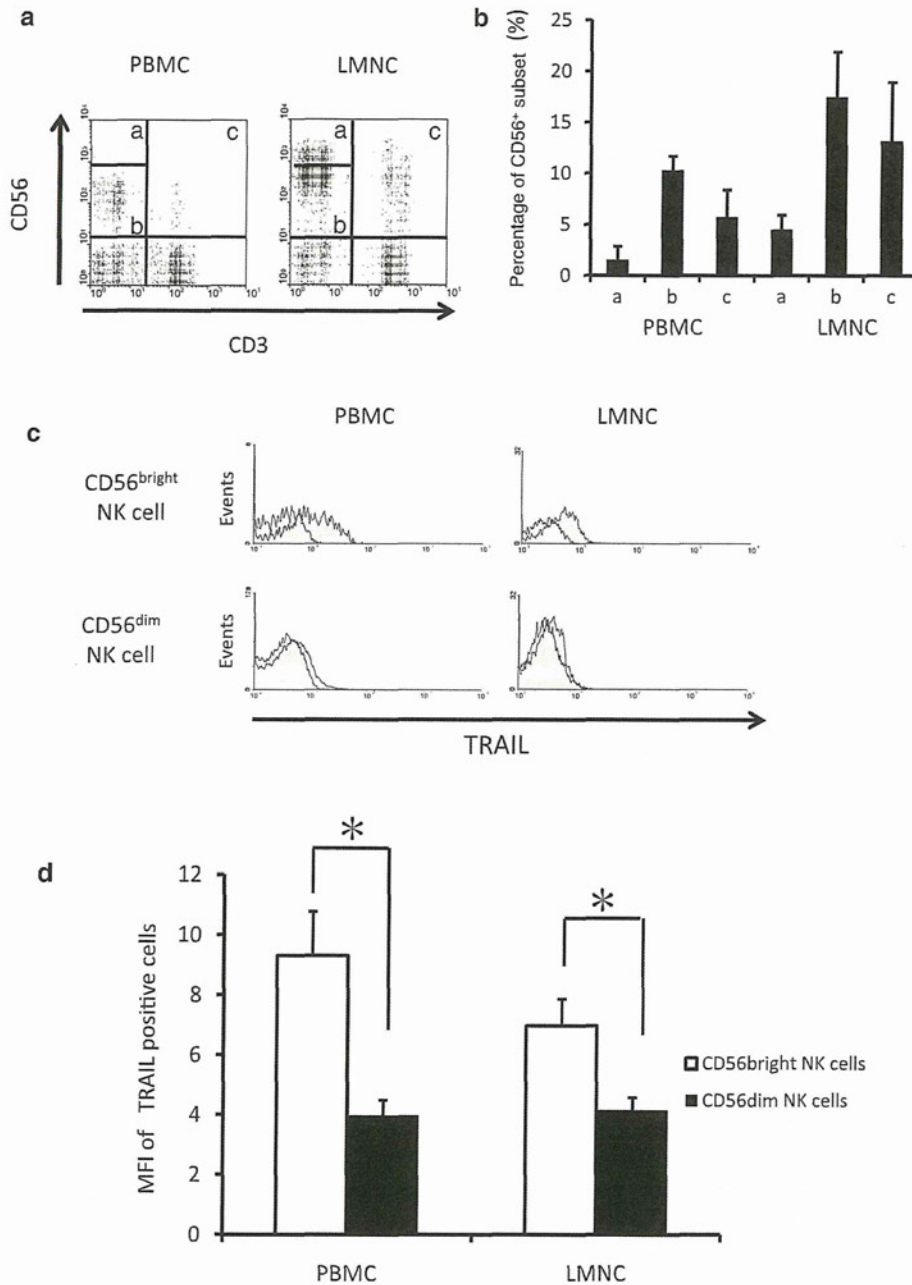 a
PBMC
LMNC
CD56
a
c
b
a
c
b
CD3
b
Percentage of CD56+ subset (%)
25
20
15
10
5
0
a b c a b c
PBMC LMNC
c
PBMC LMNC
CD56bright
NK cell
Events
CD56dim
NK cell
Events
TRAIL
d
MFI of TRAIL positive cells
12
10
8
6
4
2
0
*
*
CD56bright NK cells
CD56dim NK cells
PBMC LMNC